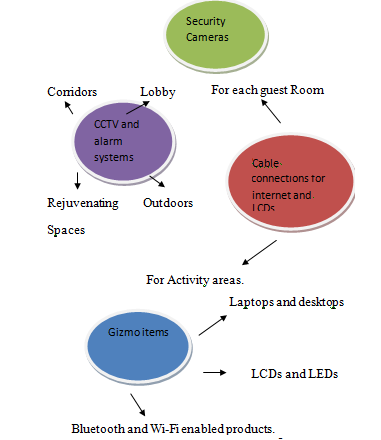 Security
Cameras
Corridors
Lobby
For each guest Room
CCTV and
alarm
systems
Cable
connections for
internet and
LCDs
Rejuvenating
Spaces
Outdoors
For Activity areas.
Laptops and desktops
Gizmo items
LCDs and LEDs
Bluetooth and Wi-Fi enabled products.